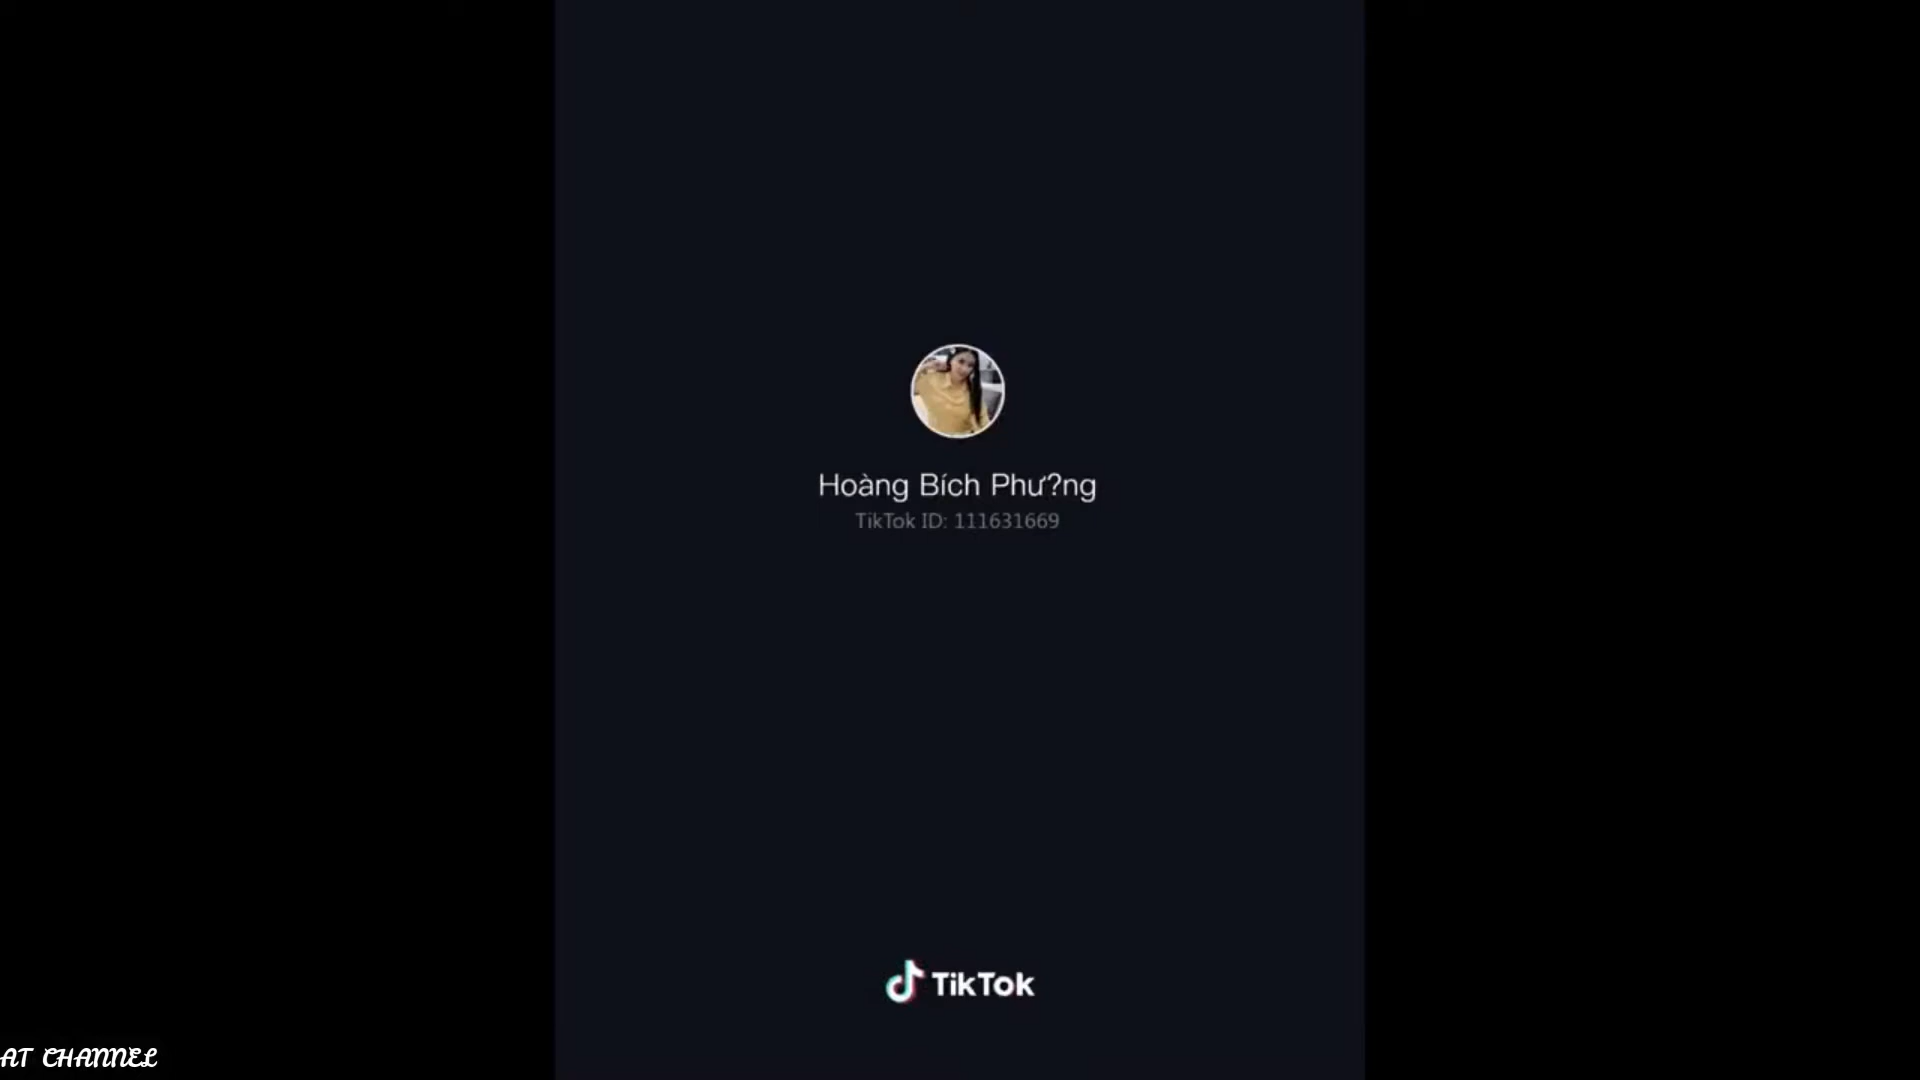 Hoàng Bích Phư?ng
TikTok ID: 111631669
TikTok
AT CHANNEL